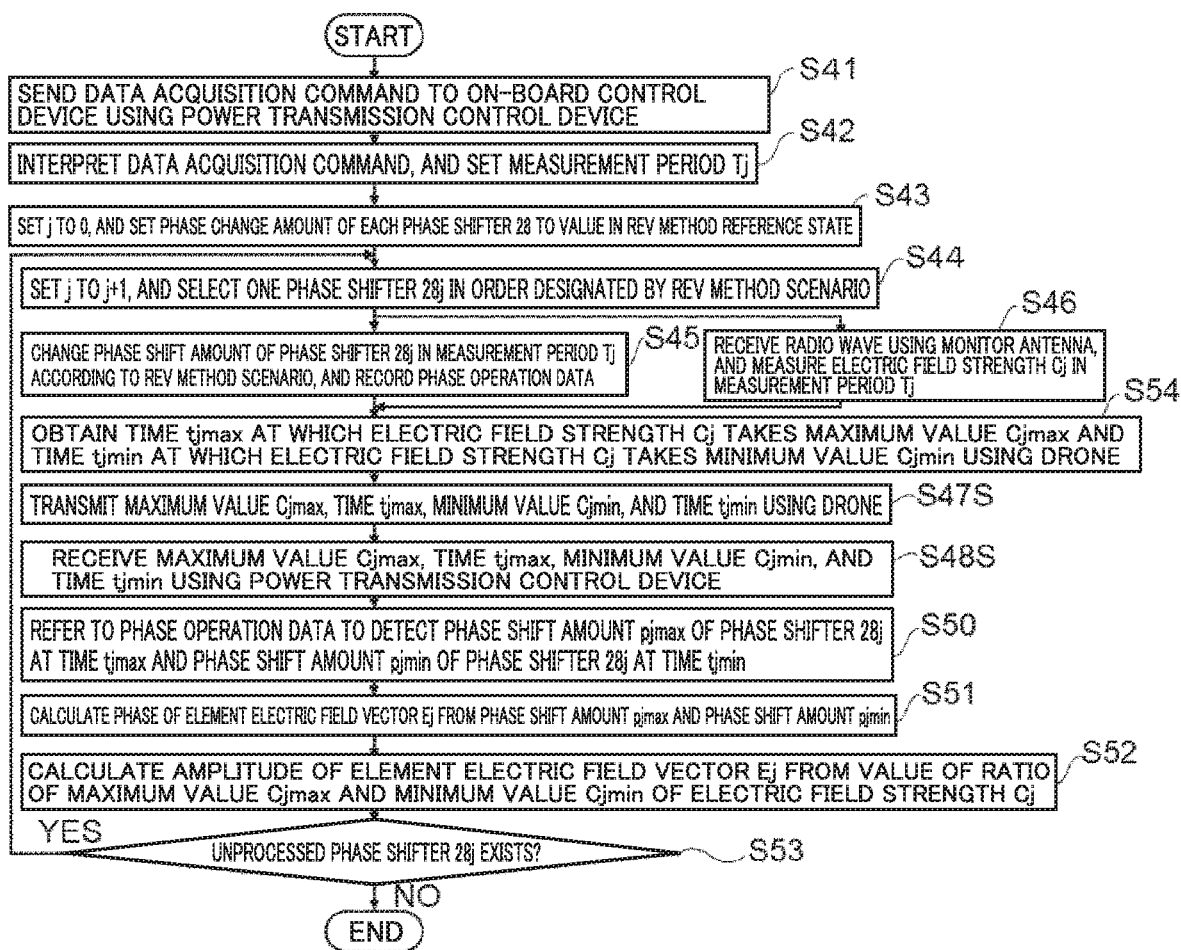 START
S41
SEND DATA ACQUISITION COMMAND TO ON-BOARD CONTROL
DEVICE USING POWER TRANSMISSION CONTROL DEVICE
S42
INTERPRET DATA ACQUISITION COMMAND, AND SET MEASUREMENT PERIOD Tj
S43
SET j TO 0, AND SET PHASE CHANGE AMOUNT OF EACH PHASE SHIFTER 28 TO VALUE IN REV METHOD REFERENCE STATE
S44
SET j TO j+1, AND SELECT ONE PHASE SHIFTER 28j IN ORDER DESIGNATED BY REV METHOD SCENARIO
S45
CHANGE PHASE SHIFT AMOUNT OF PHASE SHIFTER 28j IN MEASUREMENT PERIOD Tj
ACCORDING TO REV METHOD SCENARIO, AND RECORD PHASE OPERATION DATA
S46
RECEIVE RADIO WAVE USING MONITOR ANTENNA,
AND MEASURE ELECTRIC FIELD STRENGTH Cj IN
MEASUREMENT PERIOD Tj
S54
OBTAIN TIME tjmax AT WHICH ELECTRIC FIELD STRENGTH Cj TAKES MAXIMUM VALUE Cjmax AND
TIME tjmin AT WHICH ELECTRIC FIELD STRENGTH Cj TAKES MINIMUM VALUE Cjmin USING DRONE
S47S
TRANSMIT MAXIMUM VALUE Cjmax, TIME tjmax, MINIMUM VALUE Cjmin, AND TIME tjmin USING DRONE
S48S
RECEIVE MAXIMUM VALUE Cjmax, TIME tjmax, MINIMUM VALUE Cjmin, AND
TIME tjmin USING POWER TRANSMISSION CONTROL DEVICE
S50
REFER TO PHASE OPERATION DATA TO DETECT PHASE SHIFT AMOUNT pjmax OF PHASE SHIFTER 28j
AT TIME tjmax AND PHASE SHIFT AMOUNT pjmin OF PHASE SHIFTER 28j AT TIME tjmin
S51
CALCULATE PHASE OF ELEMENT ELECTRIC FIELD VECTOR Ej FROM PHASE SHIFT AMOUNT pjmax AND PHASE SHIFT AMOUNT pjmin
S52
CALCULATE AMPLITUDE OF ELEMENT ELECTRIC FIELD VECTOR Ej FROM VALUE OF RATIO
OF MAXIMUM VALUE Cjmax AND MINIMUM VALUE Cjmin OF ELECTRIC FIELD STRENGTH Cj
YES
UNPROCESSED PHASE SHIFTER 28j EXISTS?
S53
NO
END